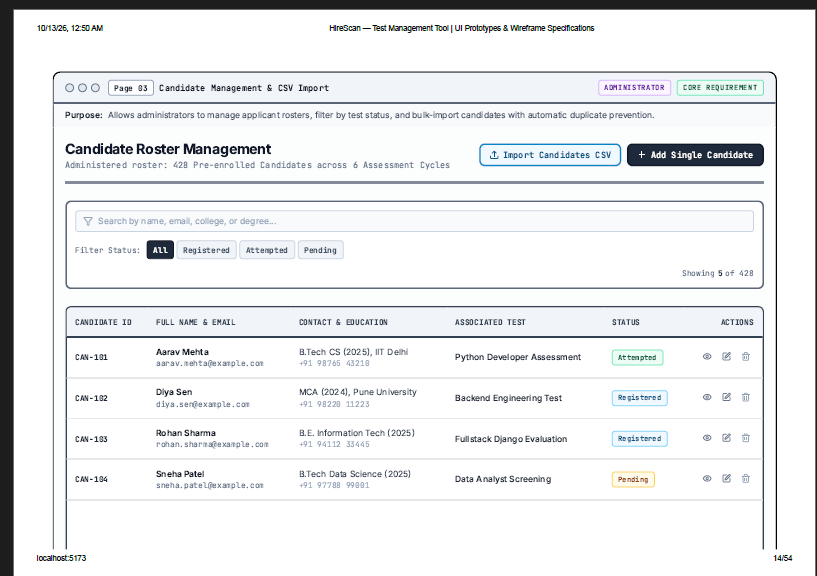 10/13/26, 12:50 AM
HireScan — Test Management Tool | UI Prototypes & Wireframe Specifications
Page 03 Candidate Management & CSV Import
ADMINISTRATOR CORE REQUIREMENT
Purpose: Allows administrators to manage applicant rosters, filter by test status, and bulk-import candidates with automatic duplicate prevention.
Candidate Roster Management
Administered roster: 428 Pre-enrolled Candidates across 6 Assessment Cycles
Import Candidates CSV
+ Add Single Candidate
Search by name, email, college, or degree...
Filter Status: All Registered Attempted Pending
Showing 5 of 428
CANDIDATE ID FULL NAME & EMAIL CONTACT & EDUCATION ASSOCIATED TEST STATUS ACTIONS
CAN-101 Aarav Mehta B.Tech CS (2025), IIT Delhi Python Developer Assessment Attempted
aarav.mehta@example.com +91 98765 43210
CAN-102 Diya Sen MCA (2024), Pune University Backend Engineering Test Registered
diya.sen@example.com +91 98220 11223
CAN-103 Rohan Sharma B.E. Information Tech (2025) Fullstack Django Evaluation Registered
rohan.sharma@example.com +91 94112 33445
CAN-104 Sneha Patel B.Tech Data Science (2025) Data Analyst Screening Pending
sneha.patel@example.com +91 97788 99001
localhost:5173
14/54